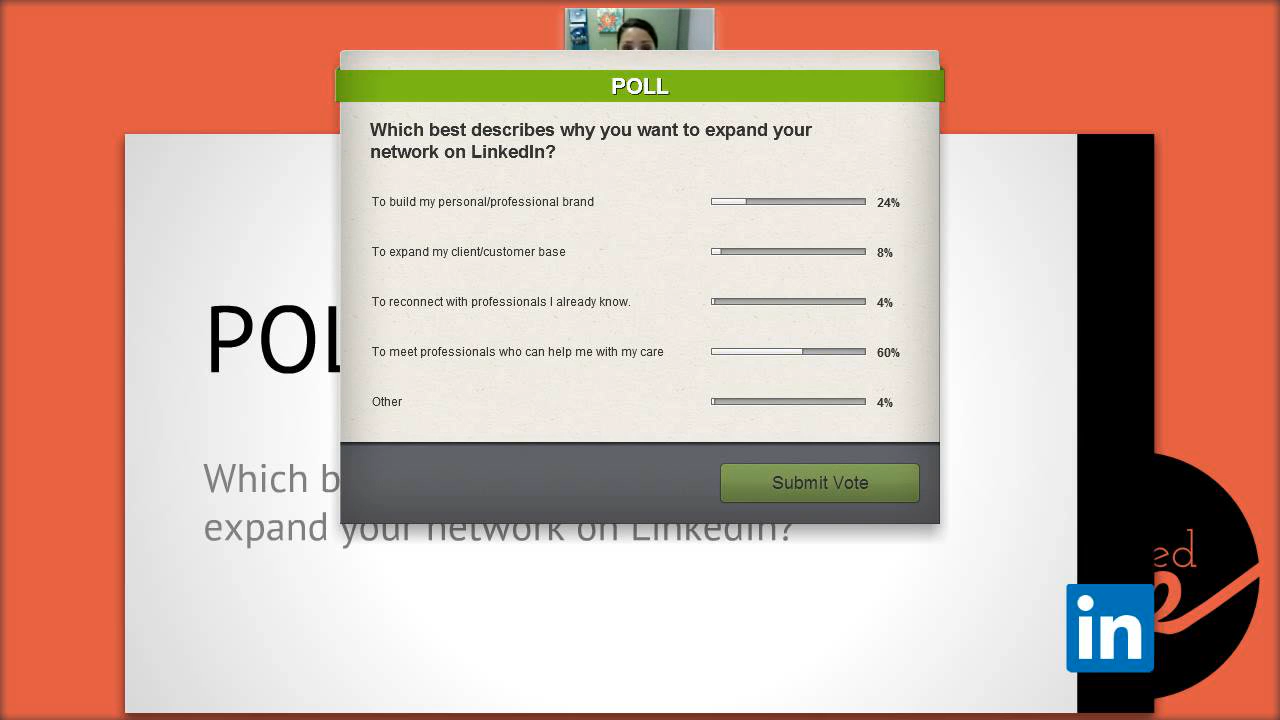 POLL
Which best describes why you want to expand your
network on LinkedIn?
To build my personal/professional brand 24%
To expand my client/customer base 8%
To reconnect with professionals I already know. 4%
To meet professionals who can help me with my care 60%
Other 4%
Submit Vote
POL
Which b
expand your network on LinkedIn?
ed
in